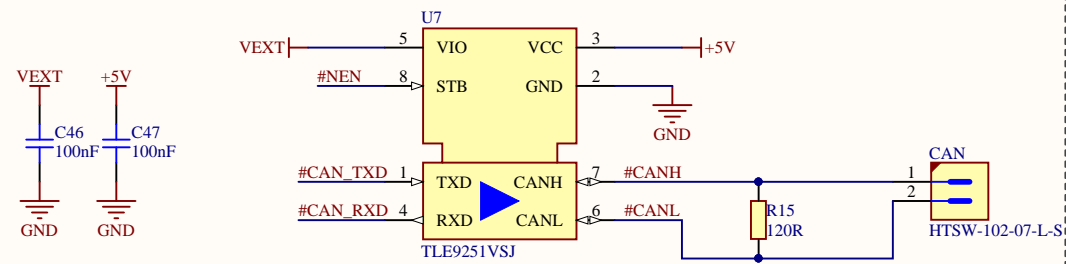 U7
VEXT
5
VIO
VCC
3
+5V
#NEN
8
STB
GND
2
GND
VEXT
+5V
C46
100nF
C47
100nF
GND
GND
#CAN_TXD
1
TXD
CANH
7
#CANH
#CAN_RXD
4
RXD
CANL
6
#CANL
TLE9251VSJ
R15
120R
CAN
1
2
HTSW-102-07-L-S